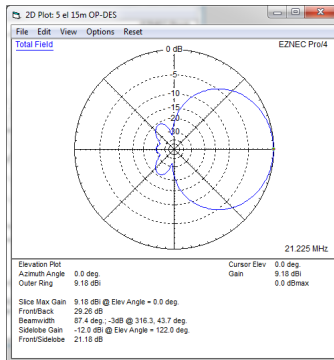 2D Plot: 5 el 15m OP-DES
File Edit View Options Reset
Total Field
EZNEC Pro/4
0 dB
-5
-10
-15
-20
-30
21.225 MHz
Elevation Plot
Azimuth Angle 0.0 deg.
Outer Ring 9.18 dBi
Cursor Elev 0.0 deg.
Gain 9.18 dBi
0.0 dBmax
Slice Max Gain 9.18 dBi @ Elev Angle = 0.0 deg.
Front/Back 29.26 dB
Beamwidth 87.4 deg.; -3dB @ 316.3, 43.7 deg.
Sidelobe Gain -12.0 dBi @ Elev Angle = 122.0 deg.
Front/Sidelobe 21.18 dB